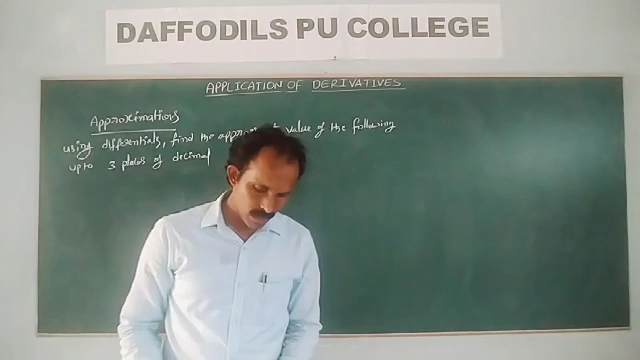 DAFFODILS PU COLLEGE
APPLICATION OF DERIVATIVES
Approximations
using differentials, find the value of the following
upto 3 places of decimal